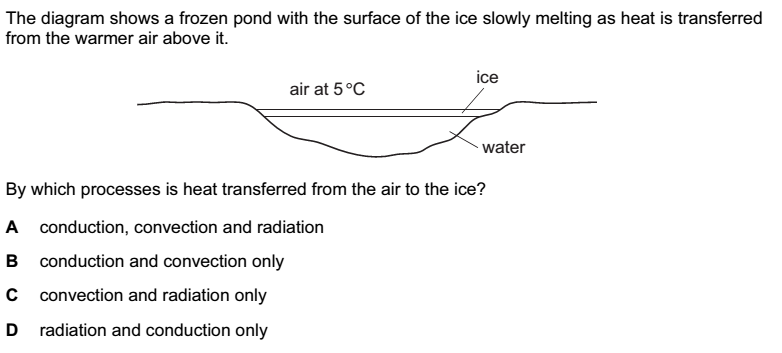 The diagram shows a frozen pond with the surface of the ice slowly melting as heat is transferred
from the warmer air above it.
air at 5 °C
ice
water
By which processes is heat transferred from the air to the ice?
A conduction, convection and radiation
B conduction and convection only
C convection and radiation only
D radiation and conduction only